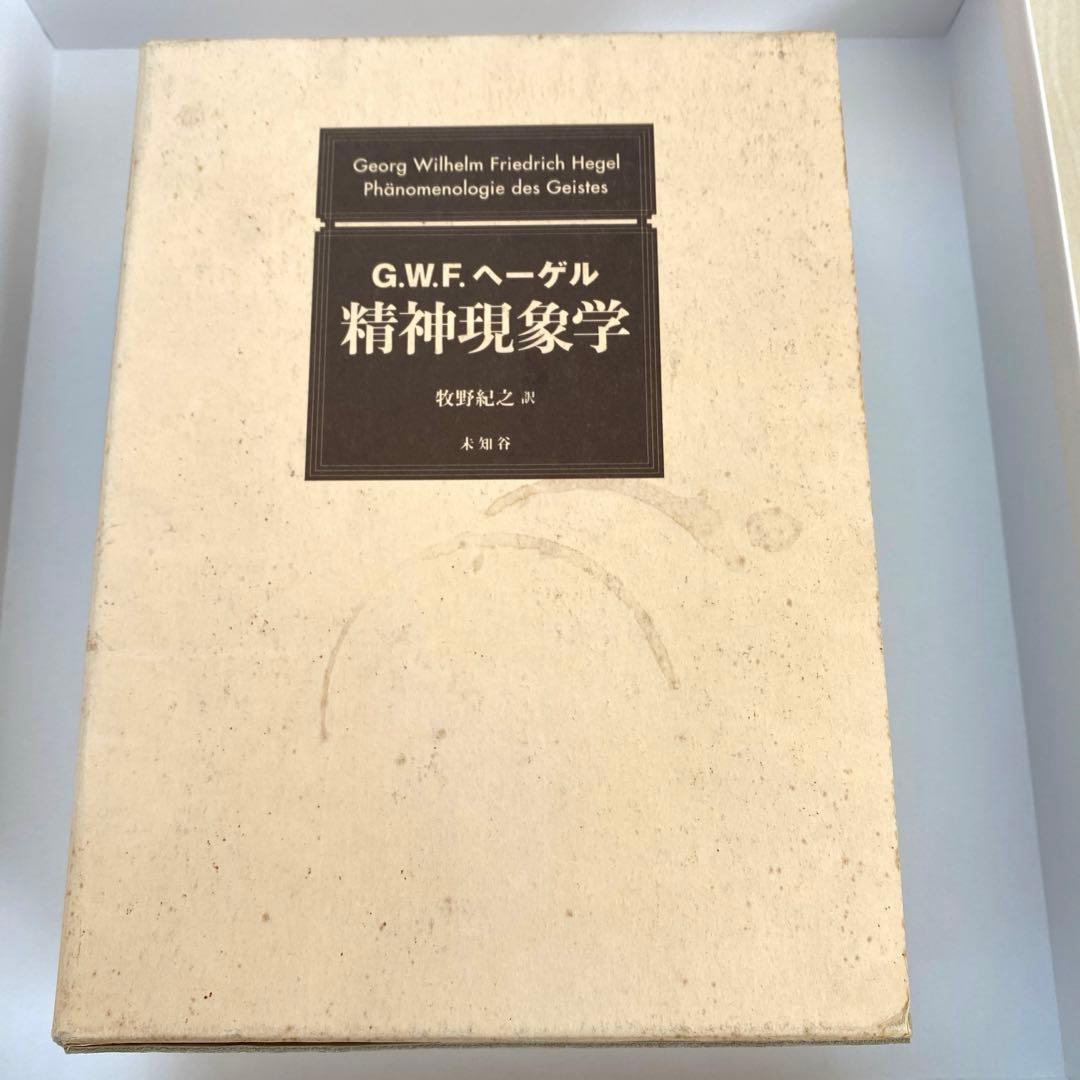 Georg Wilhelm Friedrich Hegel
Phänomenologie des Geistes
G.W.F. ヘーゲル
精神現象学
牧野紀之 訳
未知谷